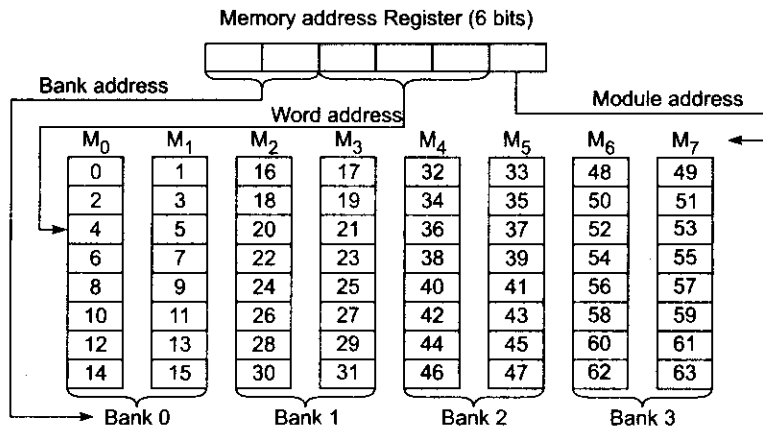 Memory address Register (6 bits)
Bank address
Word address
Module address
M0 M1 M2 M3 M4 M5 M6 M7
0 1 16 17 32 33 48 49
2 3 18 19 34 35 50 51
4 5 20 21 36 37 52 53
6 7 22 23 38 39 54 55
8 9 24 25 40 41 56 57
10 11 26 27 42 43 58 59
12 13 28 29 44 45 60 61
14 15 30 31 46 47 62 63
Bank 0 Bank 1 Bank 2 Bank 3